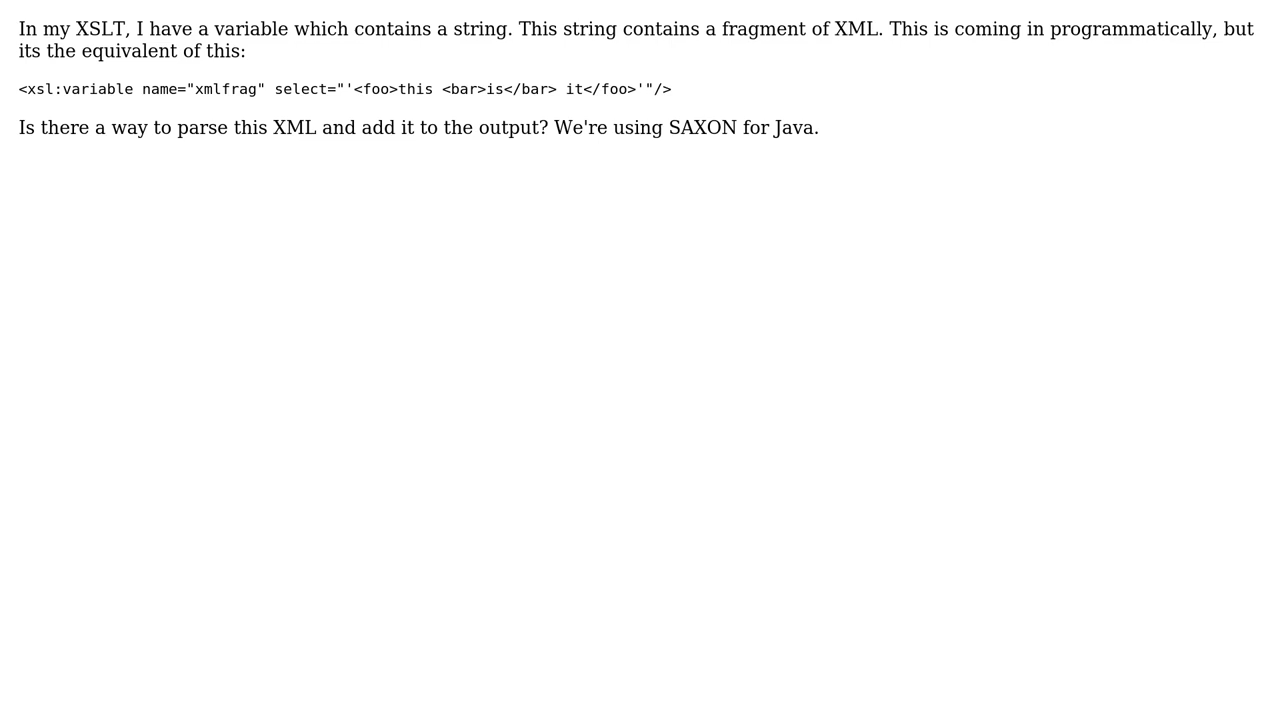 In my XSLT, I have a variable which contains a string. This string contains a fragment of XML. This is coming in programmatically, but
its the equivalent of this:
<xsl:variable name="xmlfrag" select="'<foo>this <bar>is</bar> it</foo>'"/>
Is there a way to parse this XML and add it to the output? We're using SAXON for Java.